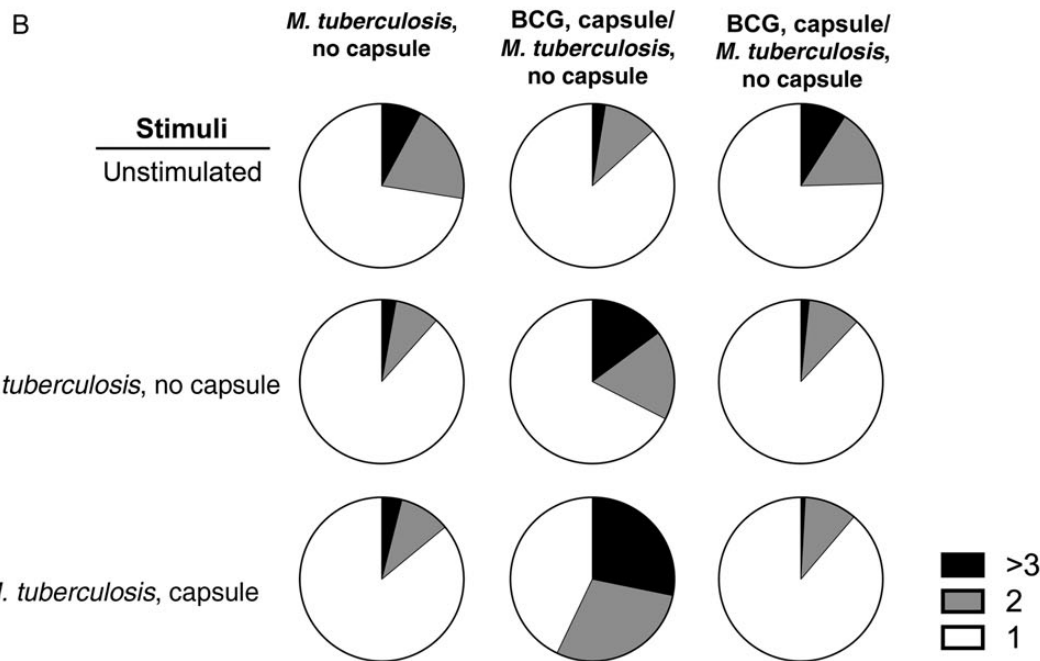 B
M. tuberculosis,
no capsule
BCG, capsule/
M. tuberculosis,
no capsule
BCG, capsule/
M. tuberculosis,
no capsule
Stimuli
Unstimulated
tuberculosis, no capsule
. tuberculosis, capsule
>3
2
1